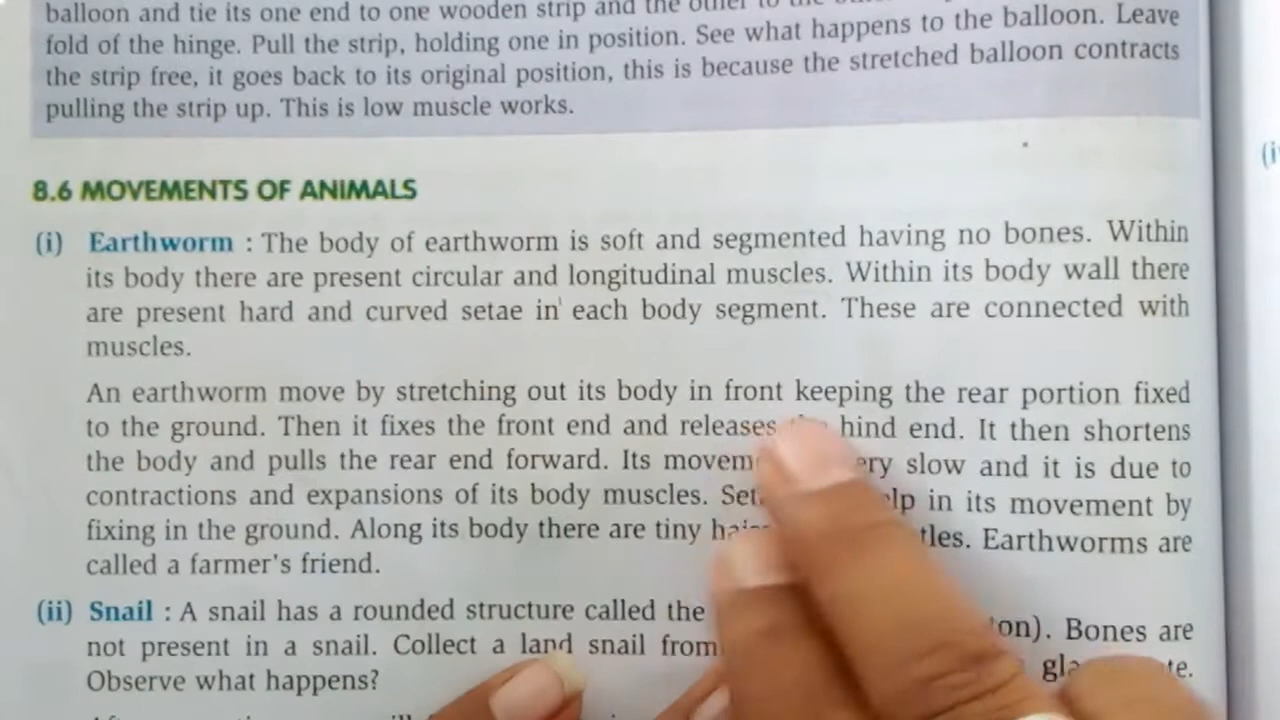 balloon and tie its one end to one wooden strip and the other to the
fold of the hinge. Pull the strip, holding one in position. See what happens to the balloon. Leave
the strip free, it goes back to its original position, this is because the stretched balloon contracts
pulling the strip up. This is low muscle works.
8.6 MOVEMENTS OF ANIMALS
(i) Earthworm : The body of earthworm is soft and segmented having no bones. Within
its body there are present circular and longitudinal muscles. Within its body wall there
are present hard and curved setae in each body segment. These are connected with
muscles.
An earthworm move by stretching out its body in front keeping the rear portion fixed
to the ground. Then it fixes the front end and releases hind end. It then shortens
the body and pulls the rear end forward. Its slow and it is due to
contractions and expansions of its body muscles. in its movement by
fixing in the ground. Along its body there are tiny Earthworms are
called a farmer's friend.
(ii) Snail : A snail has a rounded structure called the Bones are
not present in a snail. Collect a land snail from
Observe what happens?